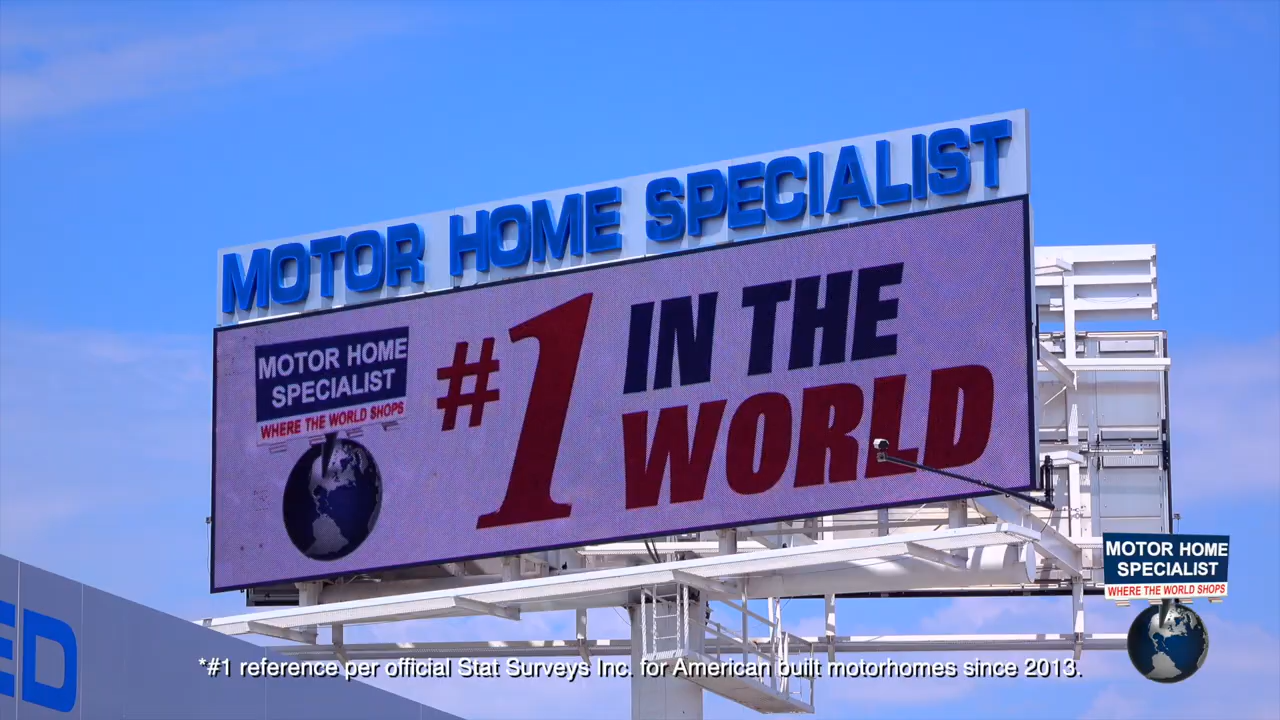 MOTOR HOME SPECIALIST
MOTOR HOME
SPECIALIST
WHERE THE WORLD SHOPS
#1 IN THE
WORLD
ED
MOTOR HOME
SPECIALIST
WHERE THE WORLD SHOPS
*#1 reference per official Stat Surveys Inc. for American built motorhomes since 2013.